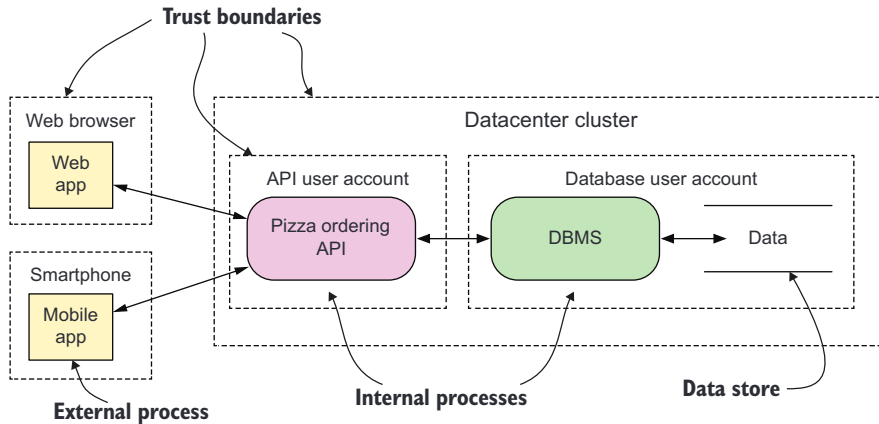 Trust boundaries
Web browser
Web
app
Datacenter cluster
API user account
Pizza ordering
API
Database user account
DBMS
Data
Smartphone
Mobile
app
External process
Internal processes
Data store